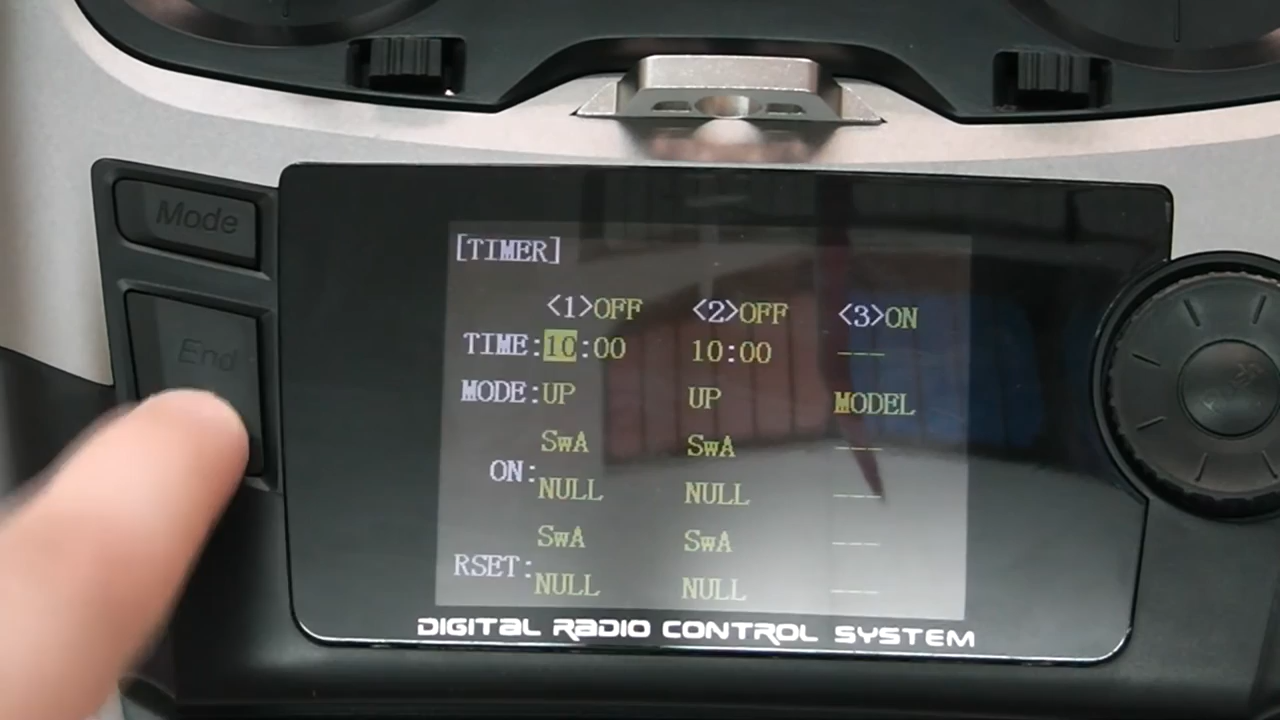 Mode
End
[TIMER]
<1>OFF <2>OFF <3>ON
TIME:10:00 10:00 ---
MODE:UP UP MODEL
SwA SwA ---
ON:
NULL NULL ---
SwA SwA ---
RSET:
NULL NULL ---
DIGITAL RADIO CONTROL SYSTEM